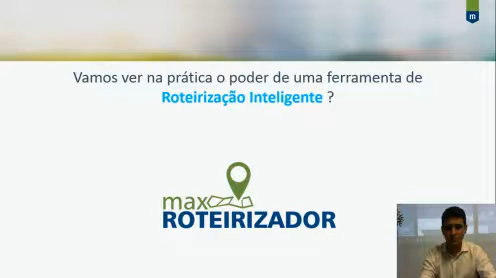 m
Vamos ver na prática o poder de uma ferramenta de
Roteirização Inteligente ?
max
ROTEIRIZADOR